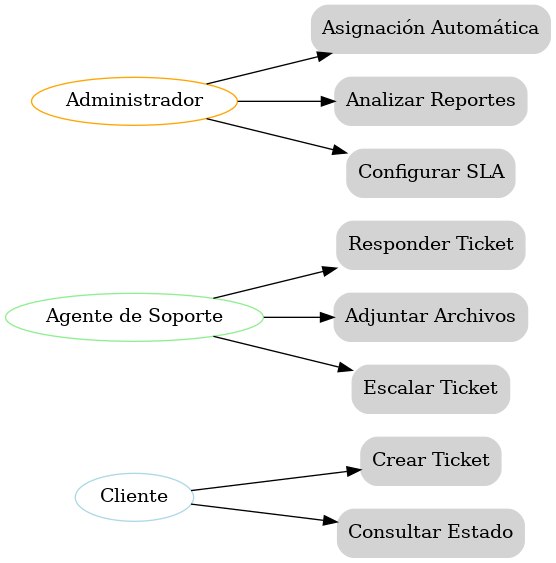 Asignación Automática
Administrador
Analizar Reportes
Configurar SLA
Responder Ticket
Agente de Soporte
Adjuntar Archivos
Escalar Ticket
Crear Ticket
Cliente
Consultar Estado